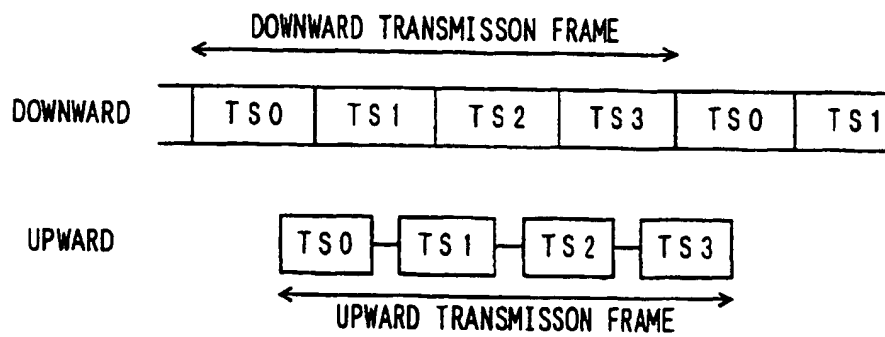 DOWNWARD TRANSMISSON FRAME
DOWNWARD TS0 TS1 TS2 TS3 TS0 TS1
UPWARD TS0 TS1 TS2 TS3
UPWARD TRANSMISSON FRAME